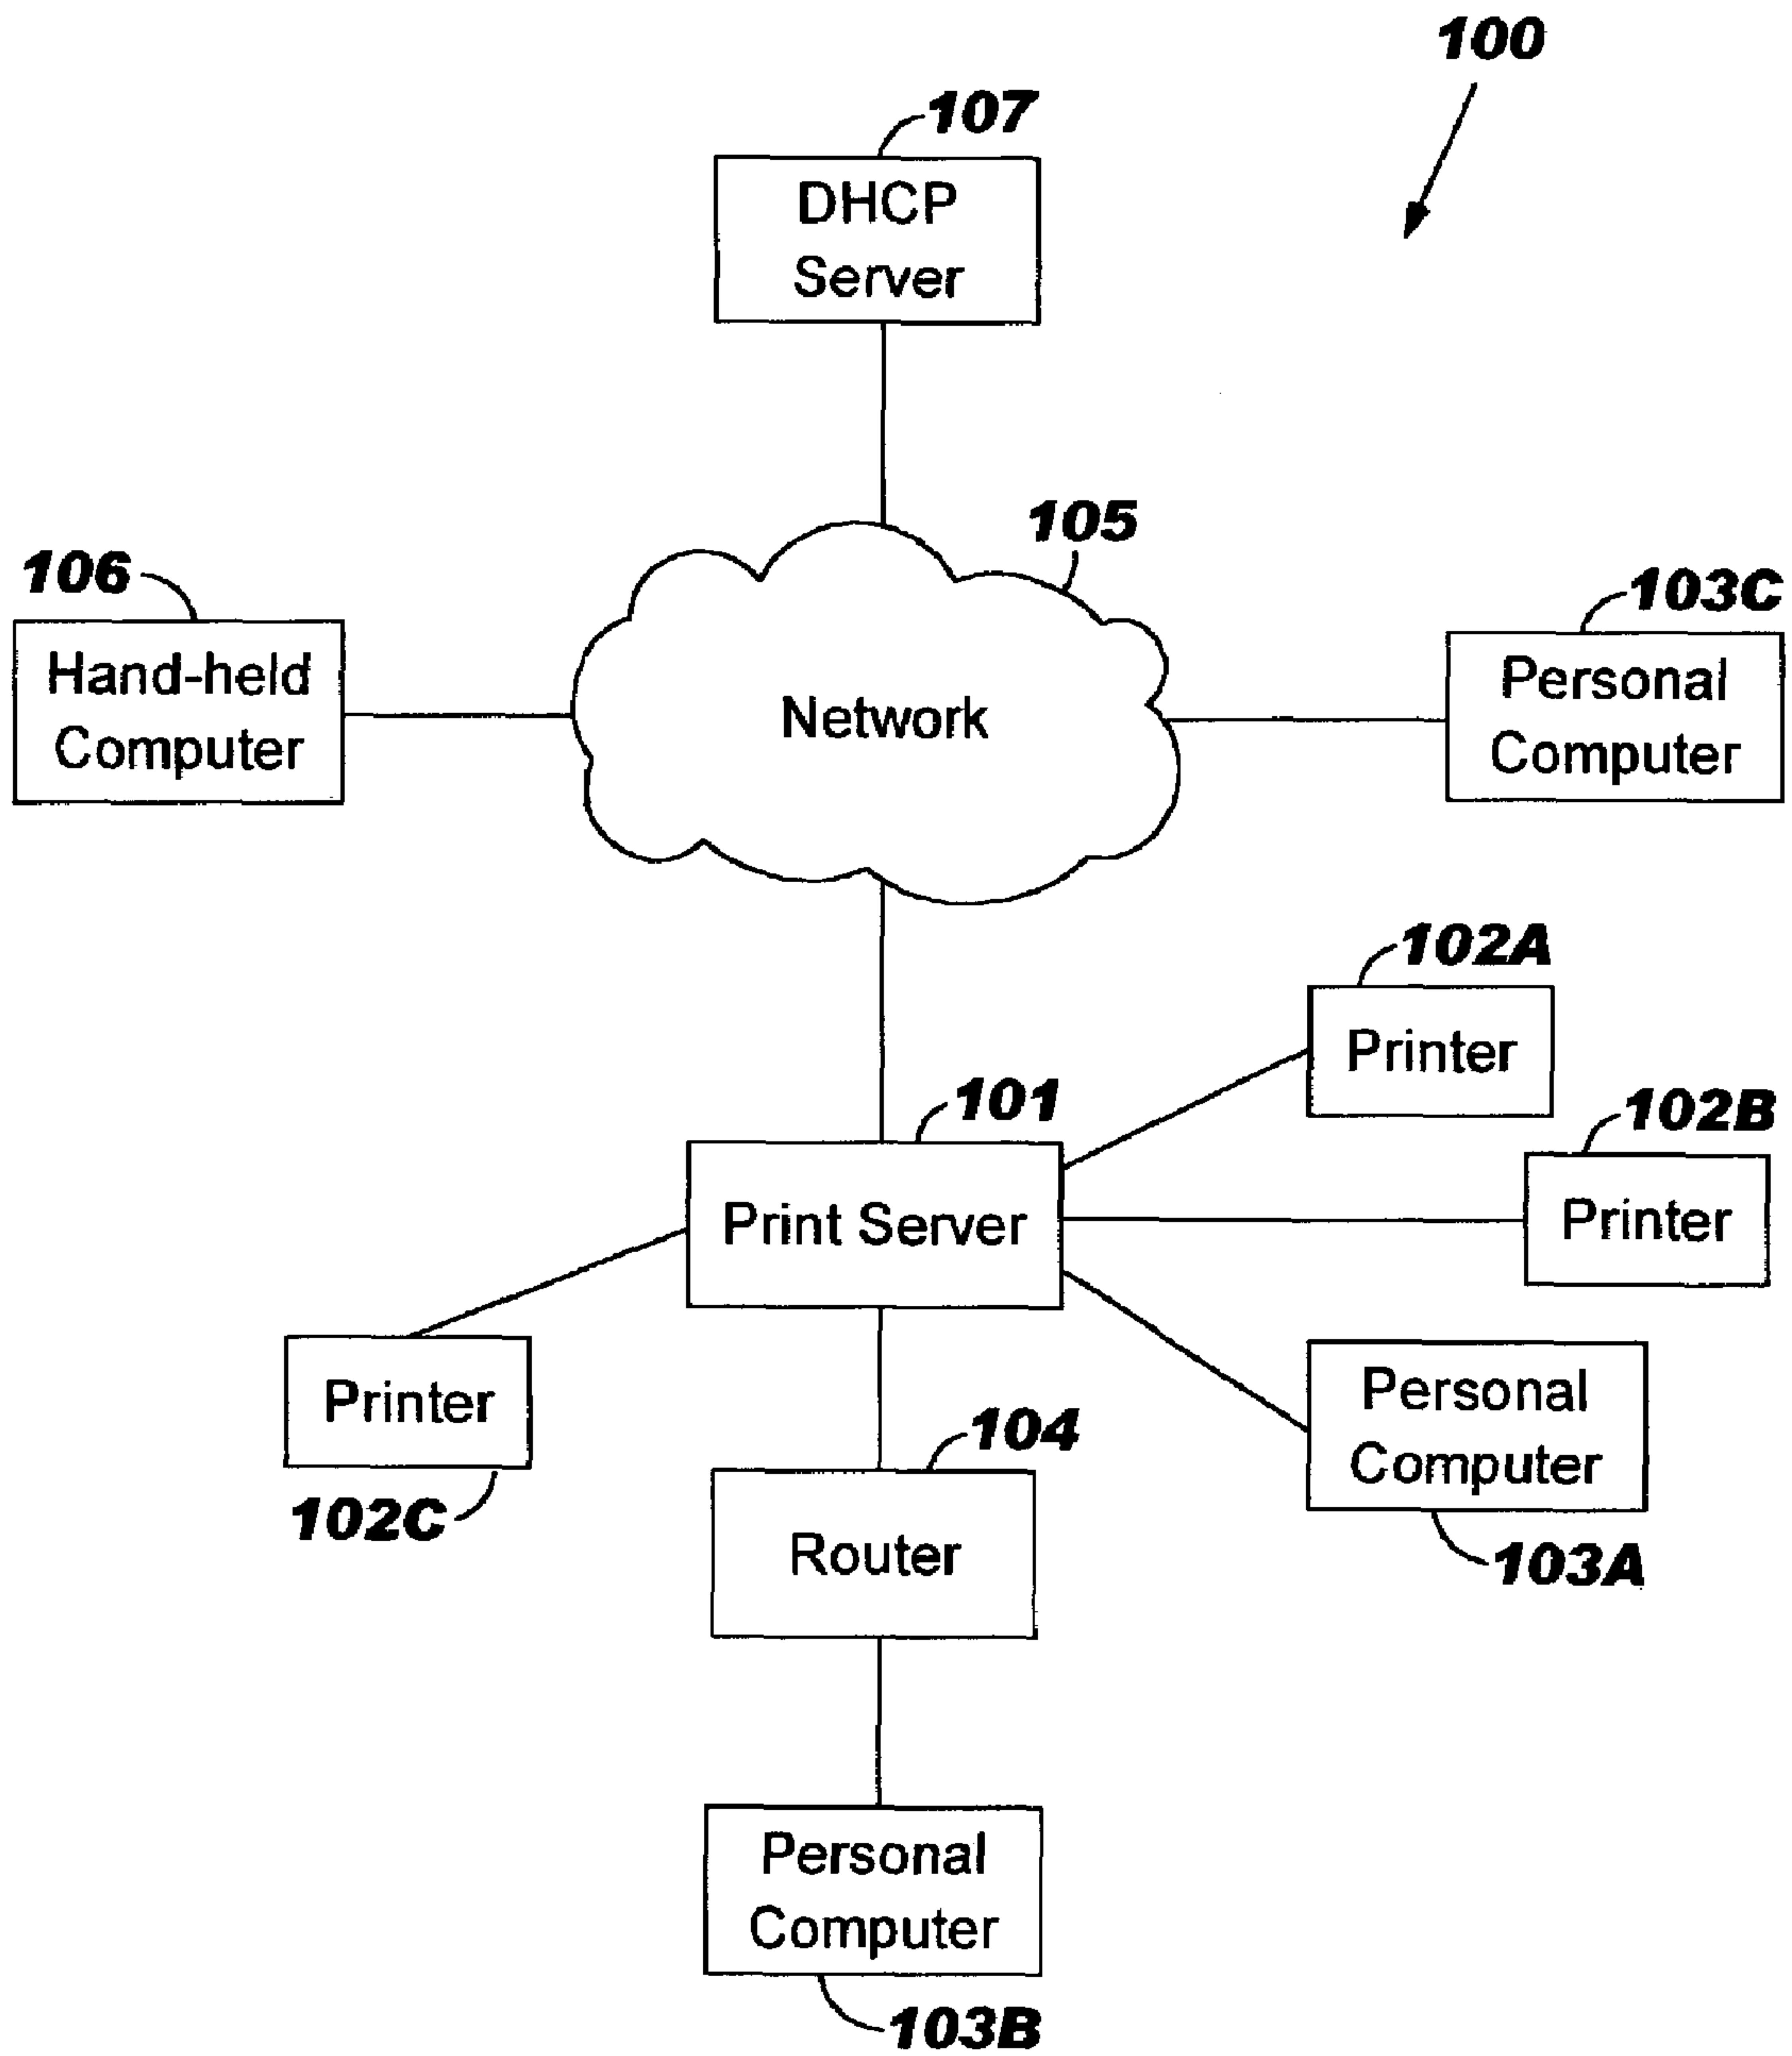 100
107
DHCP
Server
105
106
103C
Hand-held
Computer
Network
Personal
Computer
102A
Printer
101
102B
Print Server
Printer
Printer
102C
104
Personal
Computer
103A
Router
Personal
Computer
103B